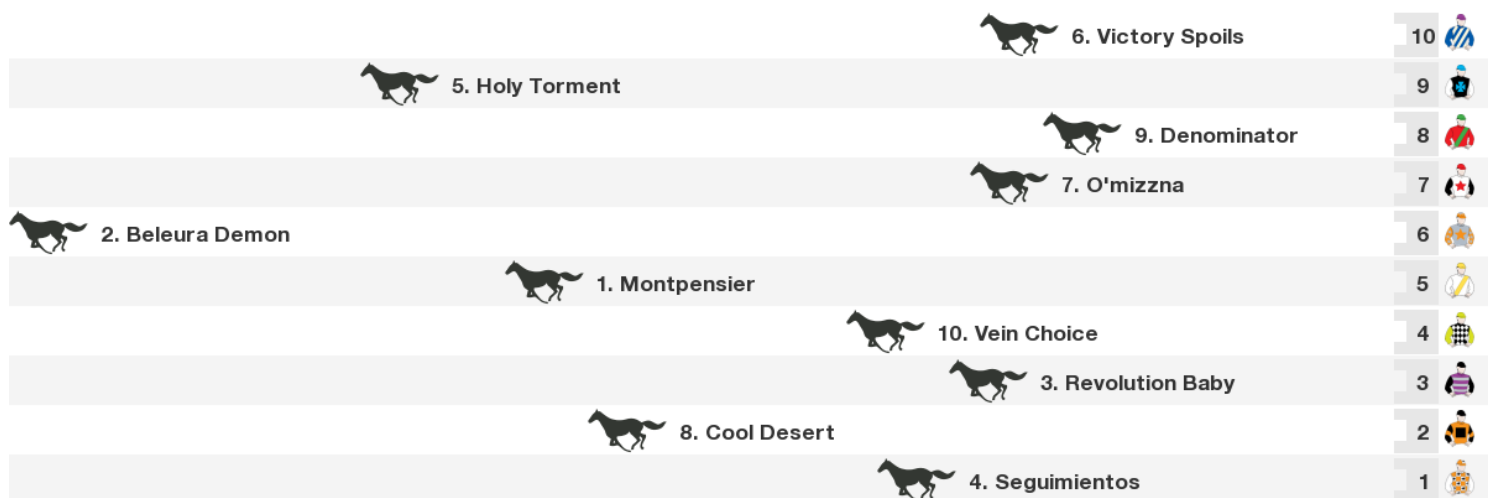 6. Victory Spoils 10
5. Holy Torment 9
9. Denominator 8
7. O'mizzna 7
2. Beleura Demon 6
1. Montpensier 5
10. Vein Choice 4
3. Revolution Baby 3
8. Cool Desert 2
4. Seguimientos 1